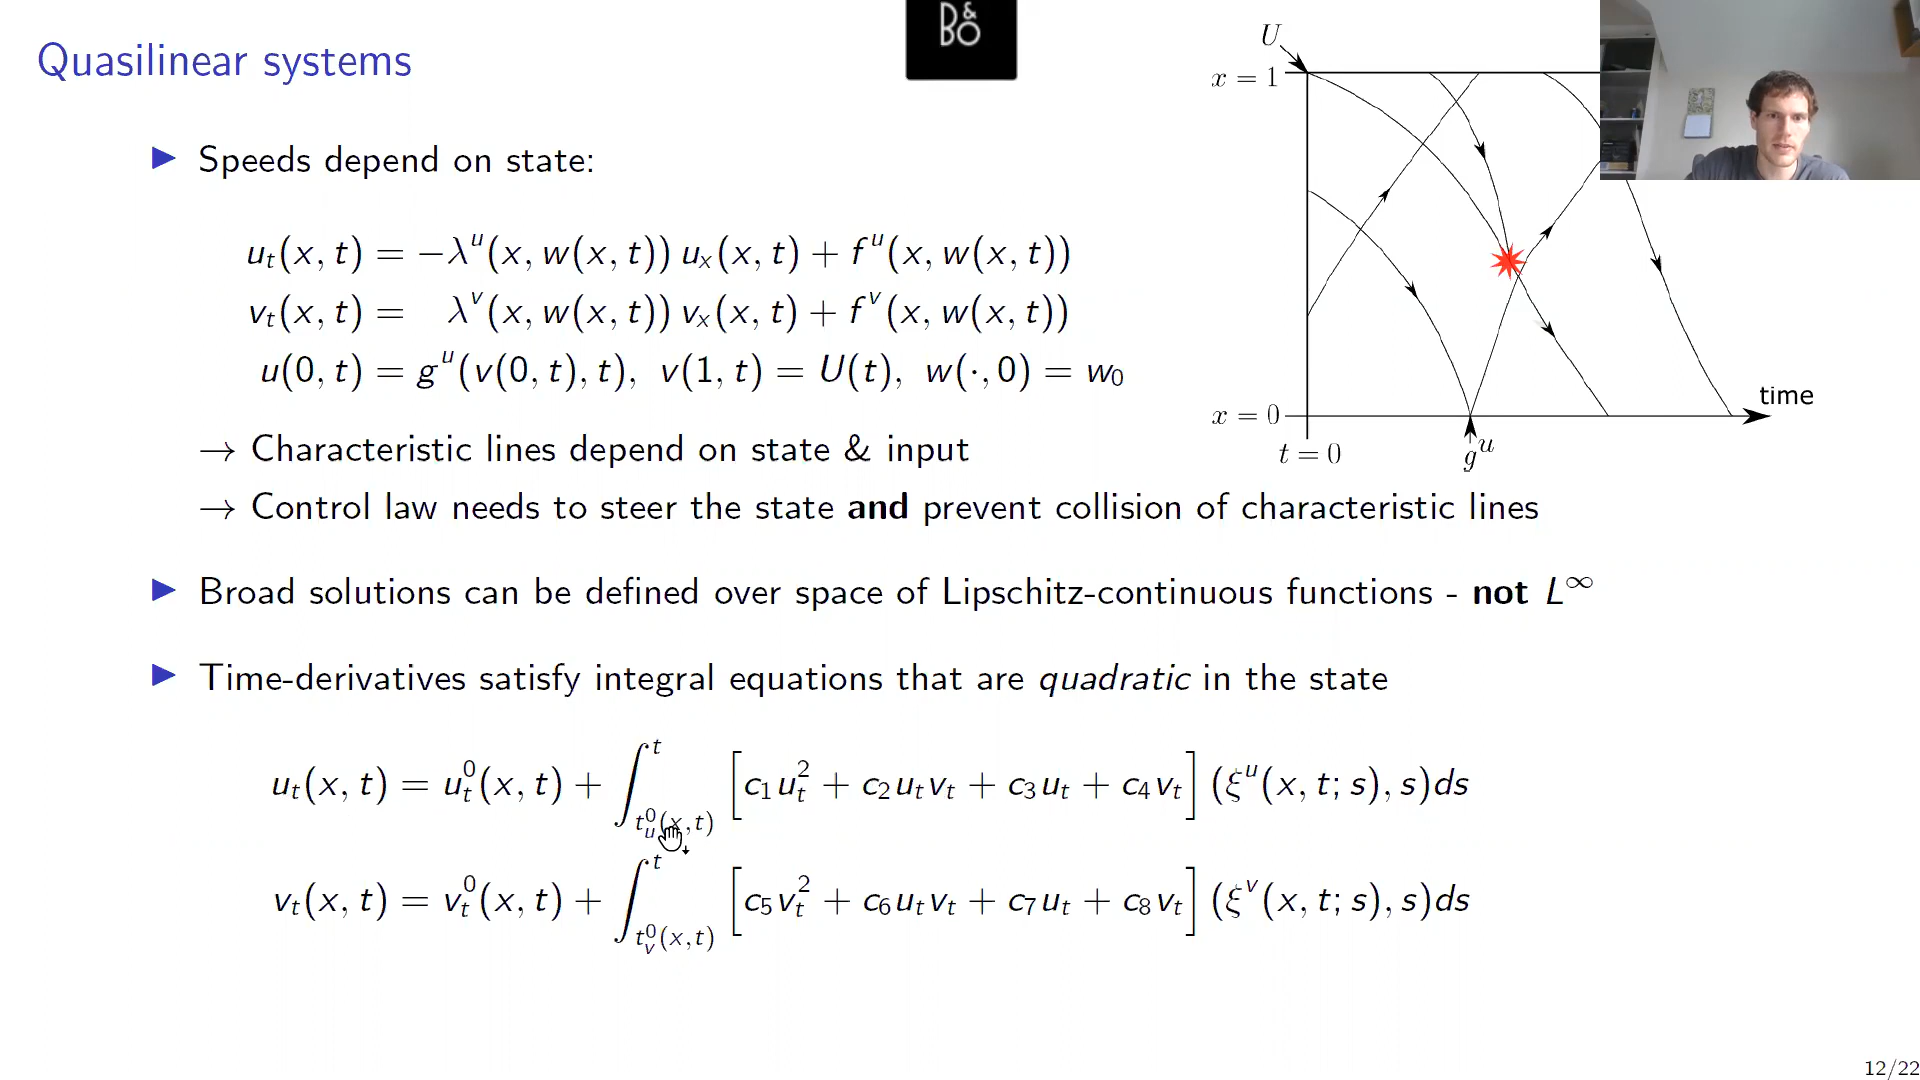 Quasilinear systems
B&O
U
x = 1
▶ Speeds depend on state:
u_t(x, t) = −λ^u(x, w(x, t)) u_x(x, t) + f^u(x, w(x, t))
v_t(x, t) = λ^v(x, w(x, t)) v_x(x, t) + f^v(x, w(x, t))
u(0, t) = g^u(v(0, t), t), v(1, t) = U(t), w(·, 0) = w_0
time
x = 0
t = 0
g^u
→ Characteristic lines depend on state & input
→ Control law needs to steer the state and prevent collision of characteristic lines
▶ Broad solutions can be defined over space of Lipschitz-continuous functions - not L^∞
▶ Time-derivatives satisfy integral equations that are quadratic in the state
u_t(x, t) = u_t^0(x, t) + ∫_{t_u^0(x,t)}^t [c_1 u_t^2 + c_2 u_t v_t + c_3 u_t + c_4 v_t] (ξ^u(x, t; s), s)ds
v_t(x, t) = v_t^0(x, t) + ∫_{t_v^0(x,t)}^t [c_5 v_t^2 + c_6 u_t v_t + c_7 u_t + c_8 v_t] (ξ^v(x, t; s), s)ds
12/22